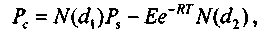 P_c = N(d_1)P_s − Ee^{−RT} N(d_2),